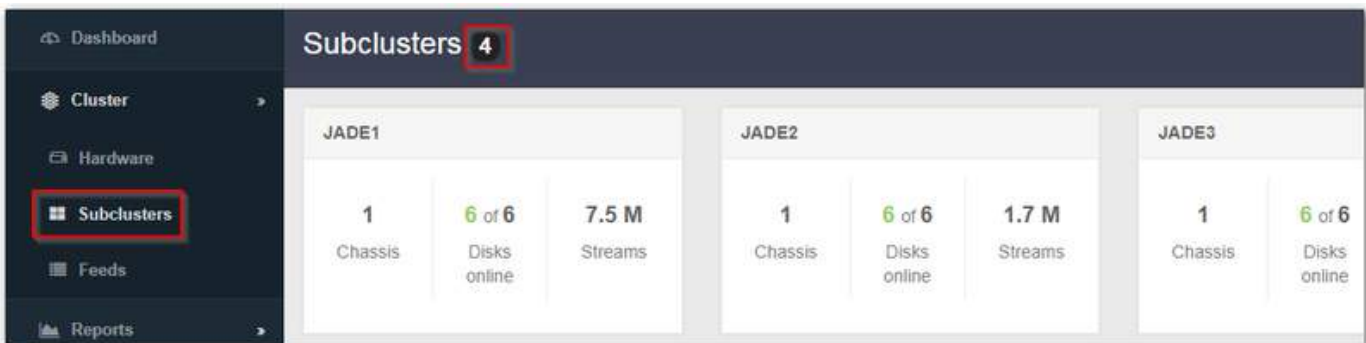 Dashboard
Cluster »
Hardware
Subclusters
Feeds
Reports »
Subclusters 4
JADE1
1 Chassis
6 of 6 Disks online
7.5 M Streams
JADE2
1 Chassis
6 of 6 Disks online
1.7 M Streams
JADE3
1 Chassis
6 of 6 Disks online